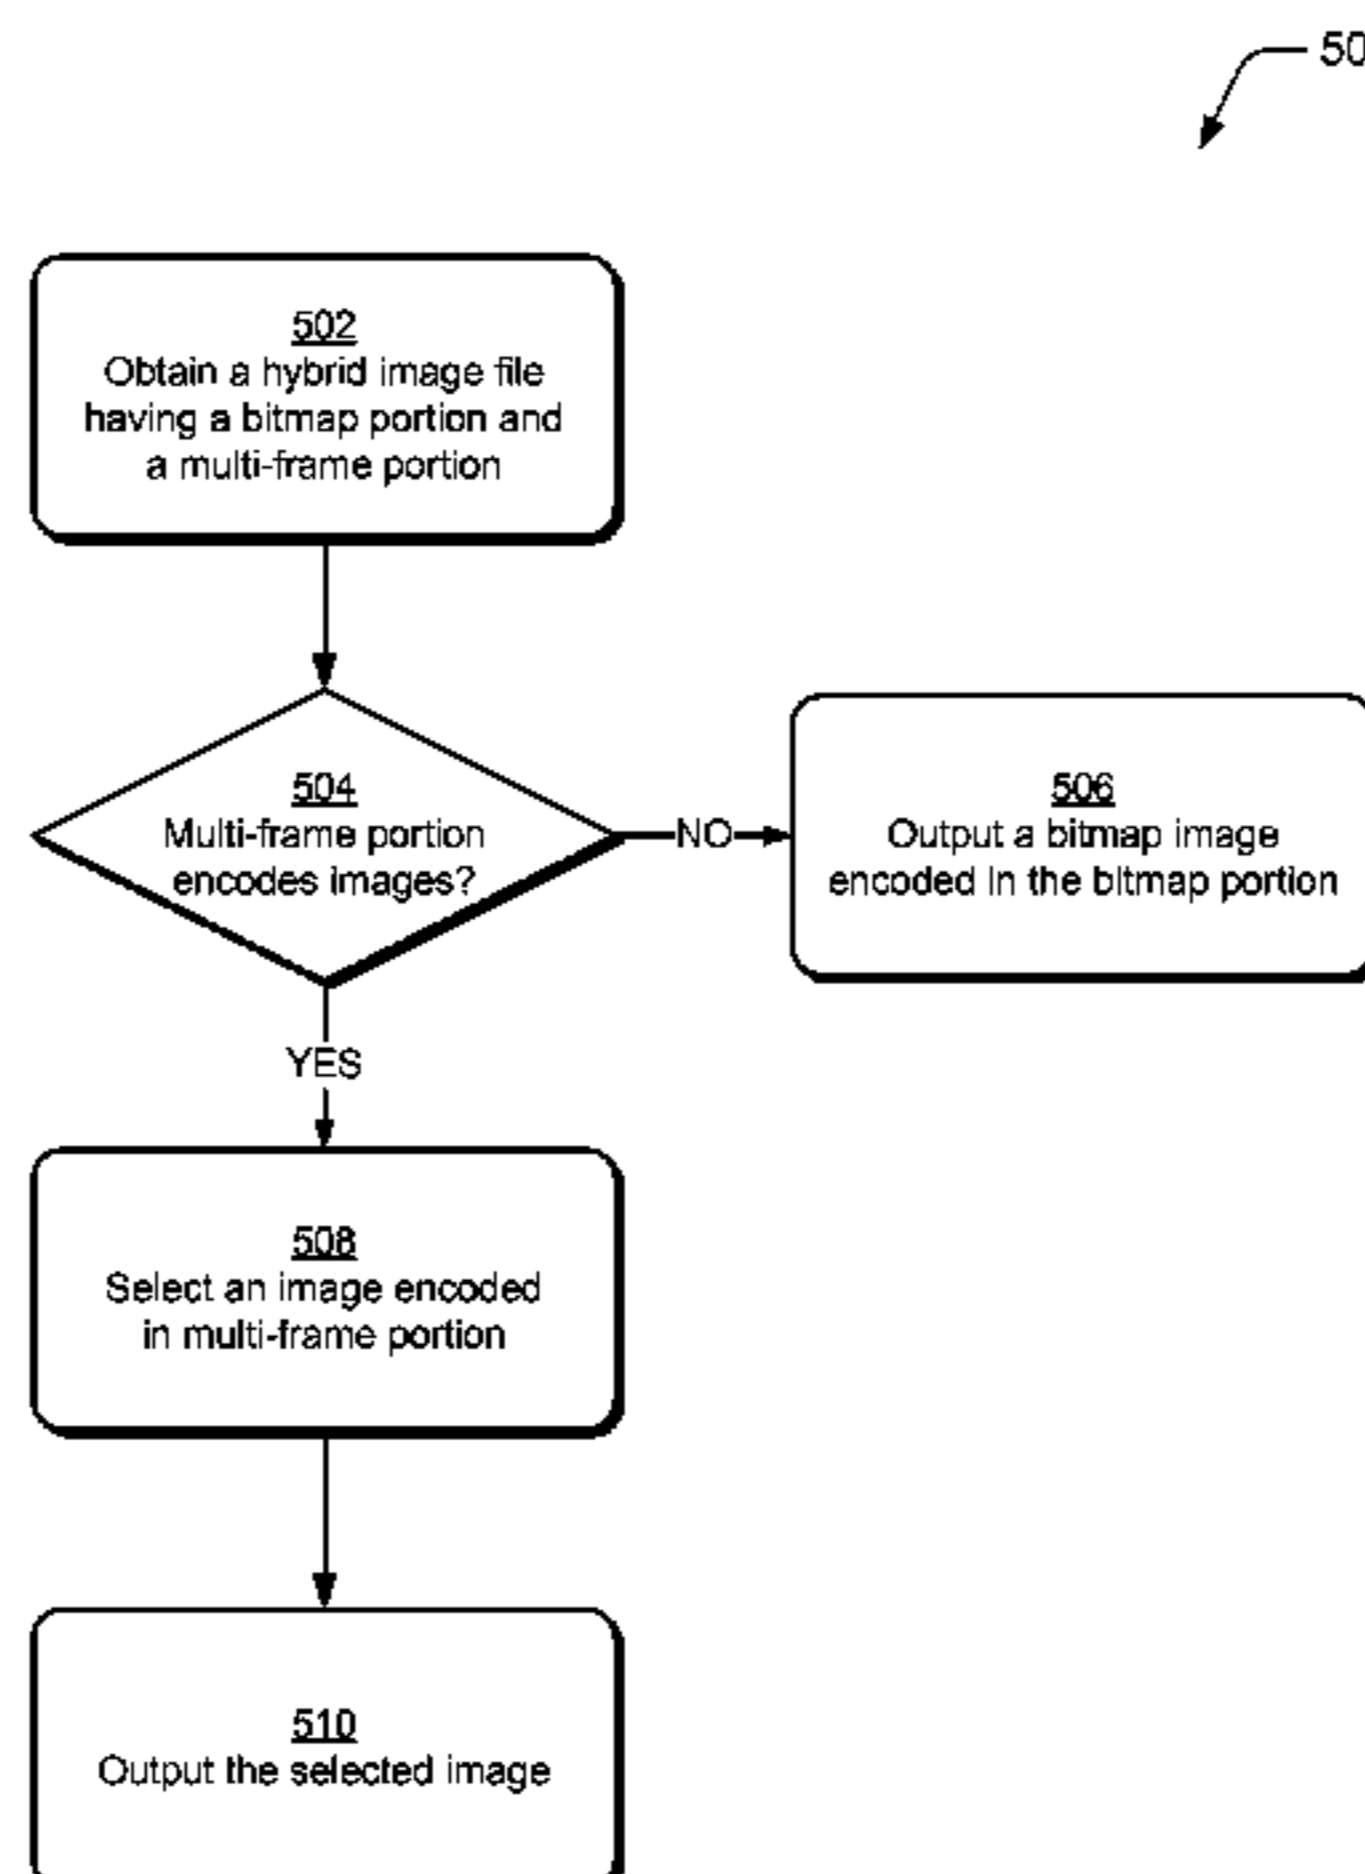 50
502
Obtain a hybrid image file
having a bitmap portion and
a multi-frame portion
504
Multi-frame portion
encodes images?
NO
506
Output a bitmap image
encoded in the bitmap portion
YES
508
Select an image encoded
in multi-frame portion
510
Output the selected image